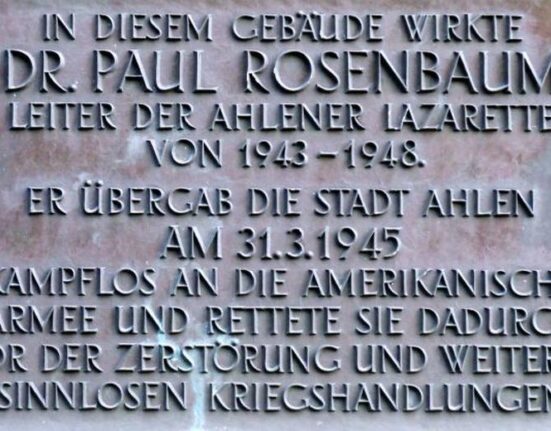 IN DIESEM GEBÄUDE WIRKTE
DR. PAUL ROSENBAUM
LEITER DER AHLENER LAZARETTE
VON 1943-1948.
ER ÜBERGAB DIE STADT AHLEN
AM 31.3.1945
KAMPFLOS AN DIE AMERIKANISCH
ARMEE UND RETTETE SIE DADURC
OR DER ZERSTÖRUNG UND WEITER
SINNLOSEN KRIEGSHANDLUNGEN